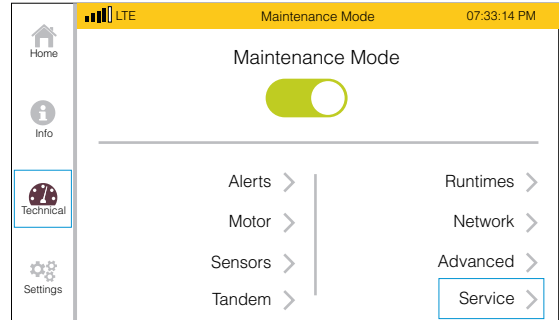 LTE Maintenance Mode 07:33:14 PM
Home
Info
Technical
Settings
Maintenance Mode
Alerts
Motor
Sensors
Tandem
Runtimes
Network
Advanced
Service